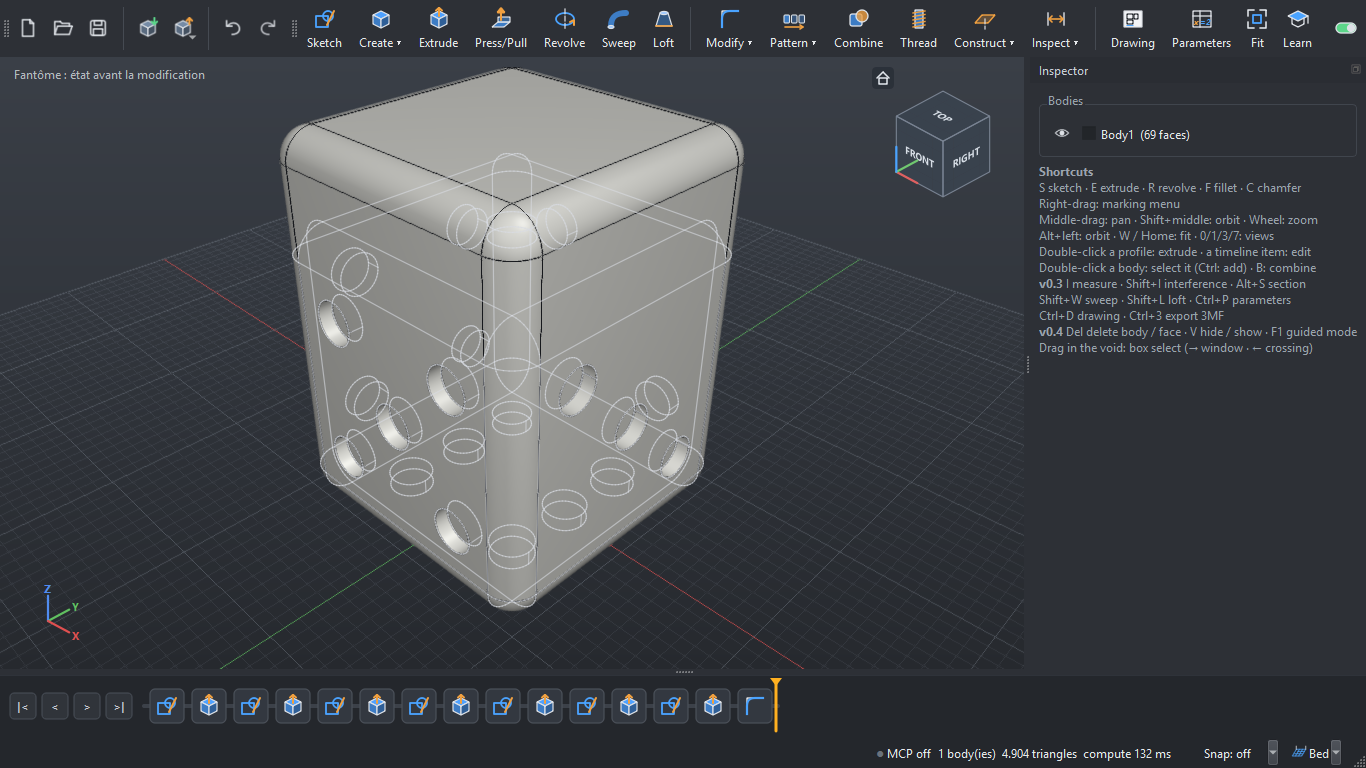 Sketch
Create
Extrude
Press/Pull
Revolve
Sweep
Loft
Modify
Pattern
Combine
Thread
Construct
Inspect
Drawing
Parameters
Fit
Learn
Fantôme : état avant la modification
TOP
FRONT
RIGHT
Inspector
Bodies
Body1 (69 faces)
Shortcuts
S sketch · E extrude · R revolve · F fillet · C chamfer
Right-drag: marking menu
Middle-drag: pan · Shift+middle: orbit · Wheel: zoom
Alt+left: orbit · W / Home: fit · 0/1/3/7: views
Double-click a profile: extrude · a timeline item: edit
Double-click a body: select it (Ctrl: add) · B: combine
v0.3 I measure · Shift+I interference · Alt+S section
Shift+W sweep · Shift+L loft · Ctrl+P parameters
Ctrl+D drawing · Ctrl+3 export 3MF
v0.4 Del delete body / face · V hide / show · F1 guided mode
Drag in the void: box select (→ window · ← crossing)
Z
Y
X
|<
<
>
>|
MCP off 1 body(ies) 4.904 triangles compute 132 ms
Snap: off
Bed